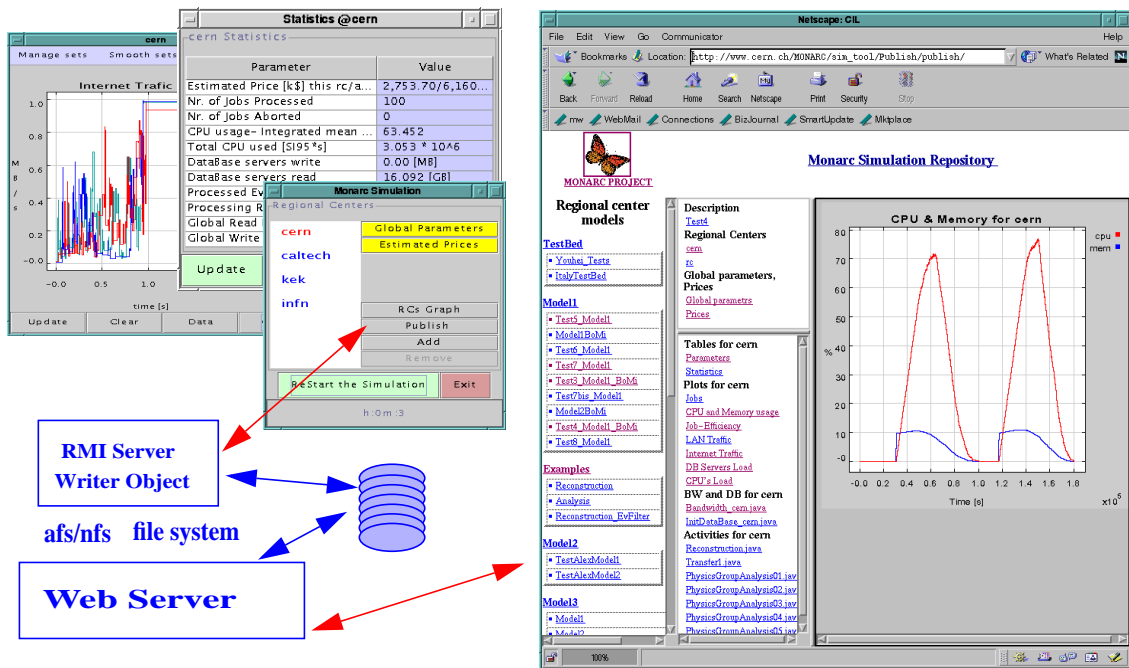 cern
Manage sets Smooth sets
Internet Trafic
1.0
0.8
0.6
0.4
0.2
-0.0
MB/s
-0.0 0.5 1.0
time [s]
Update Clear Data
Statistics @cern
cern Statistics
Parameter Value
Estimated Price [k$] this rc/a... 2,753.70/6,160...
Nr. of Jobs Processed 100
Nr. of Jobs Aborted 0
CPU usage- Integrated mean ... 63.452
Total CPU used [SI95*s] 3.053 * 10^6
DataBase servers write 0.00 [MB]
DataBase servers read 16.092 [GB]
Processed Ev
Processing R
Global Read
Global Write
Update
Monarc Simulation
Regional Centers
cern
caltech
kek
infn
Global Parameters
Estimated Prices
RCs Graph
Publish
Add
Remove
ReStart the Simulation Exit
h:0m:3
RMI Server
Writer Object
afs/nfs file system
Web Server
Netscape: CIL
File Edit View Go Communicator Help
Bookmarks Location: http://www.cern.ch/MONARC/sim_tool/Publish/publish/ What's Related
Back Forward Reload Home Search Netscape Print Security Stop
mw WebMail Connections BizJournal SmartUpdate Mktplace
MONARC PROJECT
Monarc Simulation Repository
Regional center
models
TestBed
Youhei_Tests
ItalyTestBed
Model1
Test5_Model1
Model1BoMi
Test6_Model1
Test7_Model1
Test3_Model1_BoMi
Test7bis_Model1
Model2BoMi
Test4_Model1_BoMi
Test8_Model1
Examples
Reconstruction
Analysis
Reconstruction_EvFilter
Model2
TestAlexModel1
TestAlexModel2
Model3
Model1
Model2
Description
Test4
Regional Centers
cern
rc
Global parameters,
Prices
Global parametrs
Prices
Tables for cern
Parameters
Statistics
Plots for cern
Jobs
CPU and Memory usage
Job-Efficiency
LAN Traffic
Internet Traffic
DB Servers Load
CPU's Load
BW and DB for cern
Bandwidth_cern.java
InitDataBase_cern.java
Activities for cern
Reconstruction.java
Transfer1.java
PhysicsGroupAnalysis01.jav
PhysicsGroupAnalysis02.jav
PhysicsGroupAnalysis03.jav
PhysicsGroupAnalysis04.jav
PhysicsGroupAnalysis05.jav
CPU & Memory for cern
cpu
mem
80
70
60
50
40
30
20
10
-0
%
-0.0 0.2 0.4 0.6 0.8 1.0 1.2 1.4 1.6 1.8
Time [s] x10^5
100%